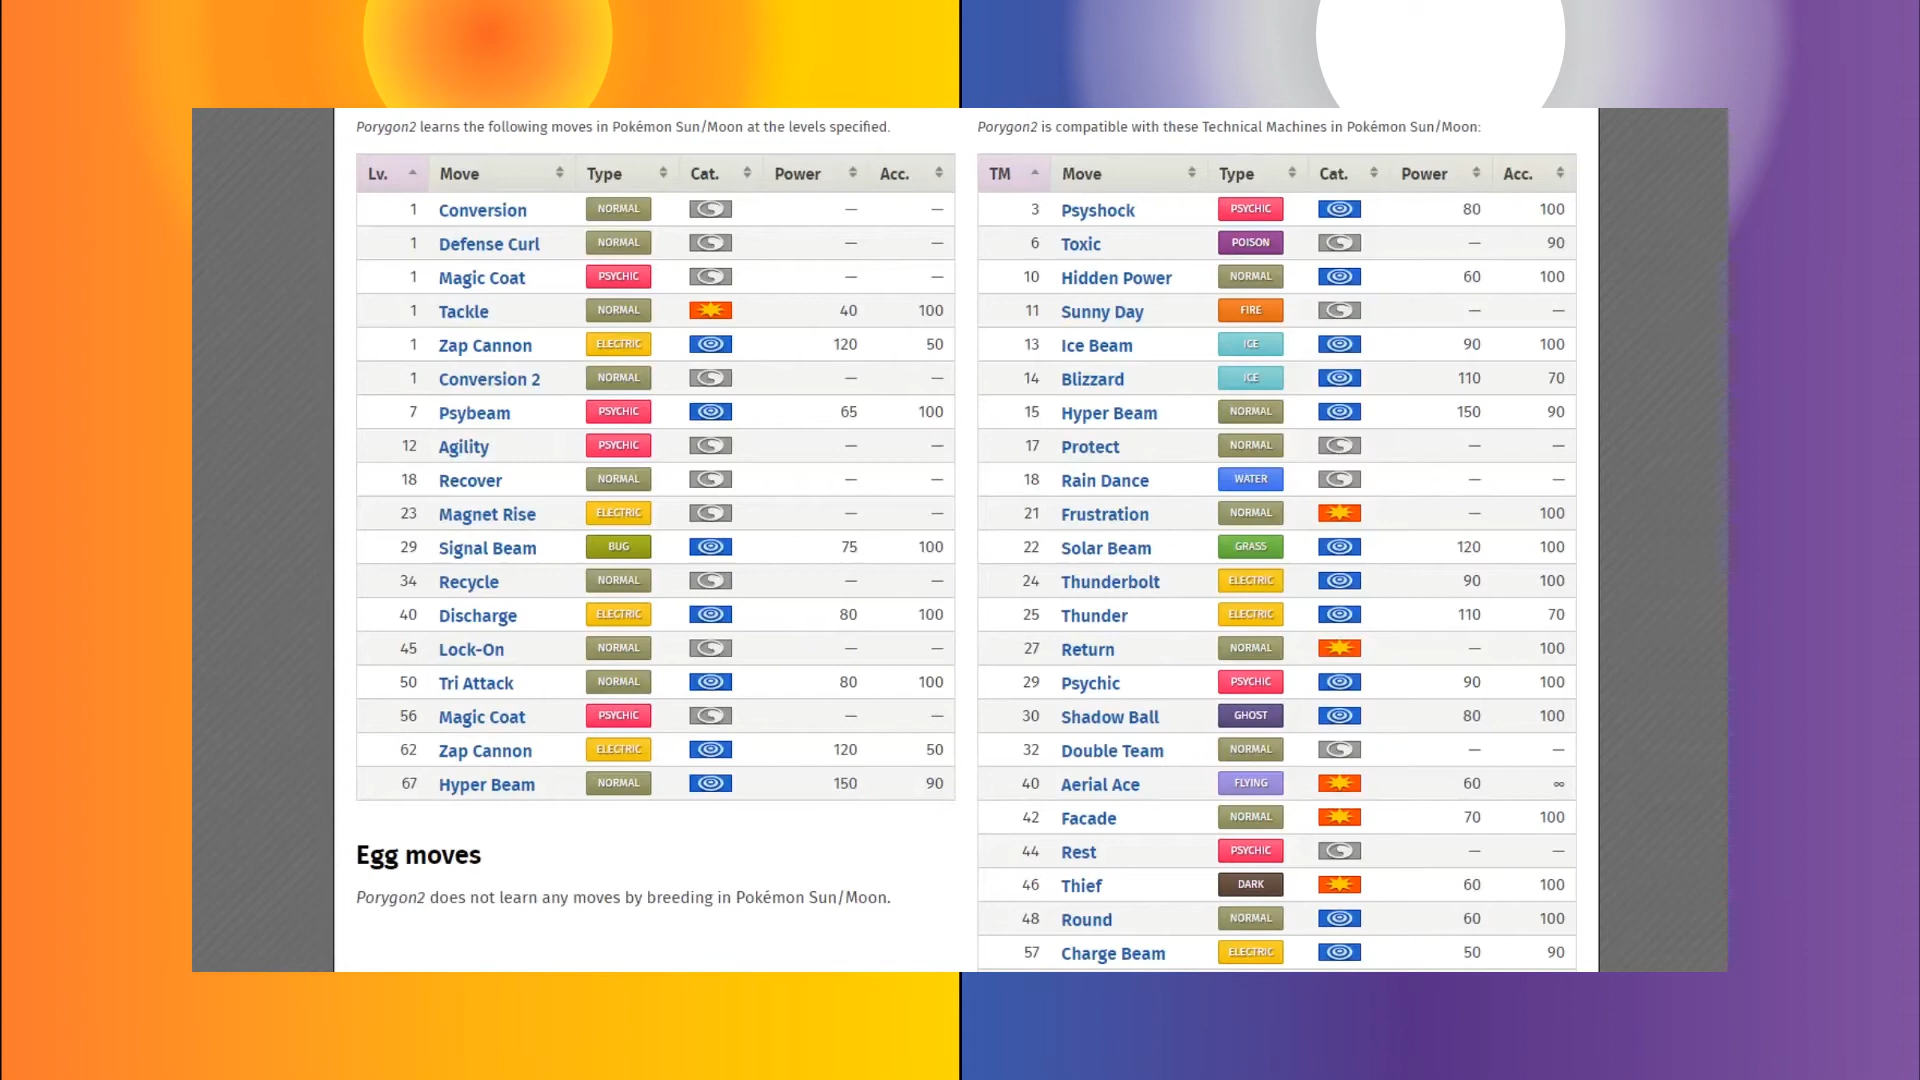 Porygon2 learns the following moves in Pokémon Sun/Moon at the levels specified.
Lv. Move Type Cat. Power Acc.
1 Conversion NORMAL — —
1 Defense Curl NORMAL — —
1 Magic Coat PSYCHIC — —
1 Tackle NORMAL 40 100
1 Zap Cannon ELECTRIC 120 50
1 Conversion 2 NORMAL — —
7 Psybeam PSYCHIC 65 100
12 Agility PSYCHIC — —
18 Recover NORMAL — —
23 Magnet Rise ELECTRIC — —
29 Signal Beam BUG 75 100
34 Recycle NORMAL — —
40 Discharge ELECTRIC 80 100
45 Lock-On NORMAL — —
50 Tri Attack NORMAL 80 100
56 Magic Coat PSYCHIC — —
62 Zap Cannon ELECTRIC 120 50
67 Hyper Beam NORMAL 150 90
Egg moves
Porygon2 does not learn any moves by breeding in Pokémon Sun/Moon.
Porygon2 is compatible with these Technical Machines in Pokémon Sun/Moon:
TM Move Type Cat. Power Acc.
3 Psyshock PSYCHIC 80 100
6 Toxic POISON — 90
10 Hidden Power NORMAL 60 100
11 Sunny Day FIRE — —
13 Ice Beam ICE 90 100
14 Blizzard ICE 110 70
15 Hyper Beam NORMAL 150 90
17 Protect NORMAL — —
18 Rain Dance WATER — —
21 Frustration NORMAL — 100
22 Solar Beam GRASS 120 100
24 Thunderbolt ELECTRIC 90 100
25 Thunder ELECTRIC 110 70
27 Return NORMAL — 100
29 Psychic PSYCHIC 90 100
30 Shadow Ball GHOST 80 100
32 Double Team NORMAL — —
40 Aerial Ace FLYING 60 ∞
42 Facade NORMAL 70 100
44 Rest PSYCHIC — —
46 Thief DARK 60 100
48 Round NORMAL 60 100
57 Charge Beam ELECTRIC 50 90